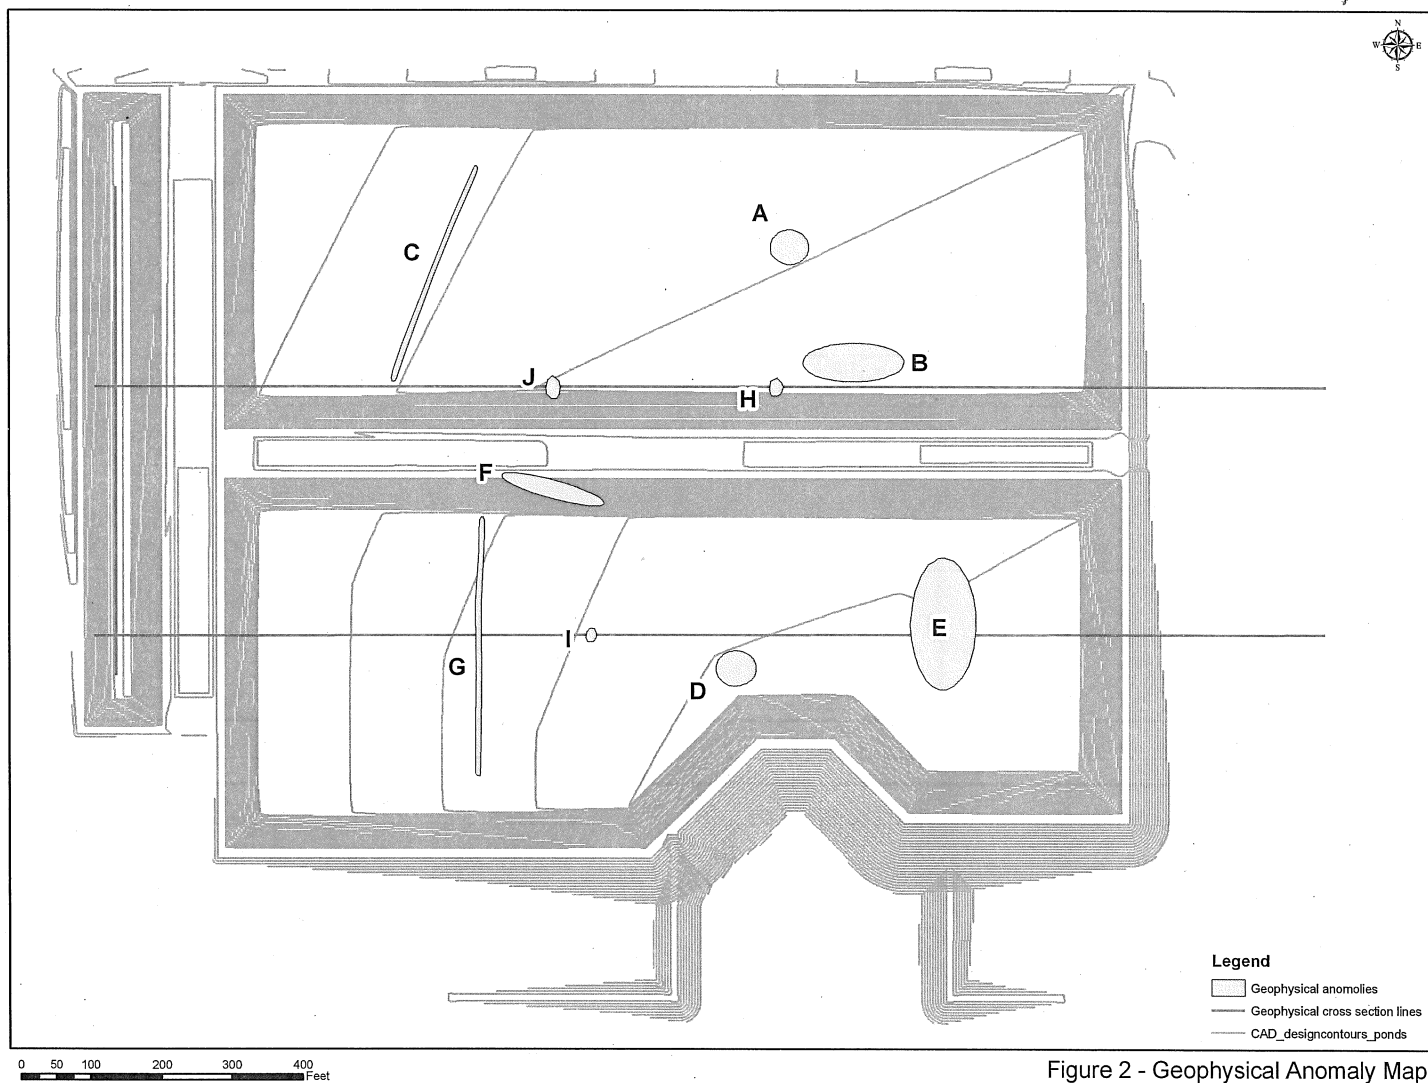 N
W E
S
A
C
B
J
H
F
E
I
G
D
Legend
Geophysical anomolies
Geophysical cross section lines
CAD_designcontours_ponds
0 50 100 200 300 400
Feet
Figure 2 - Geophysical Anomaly Map